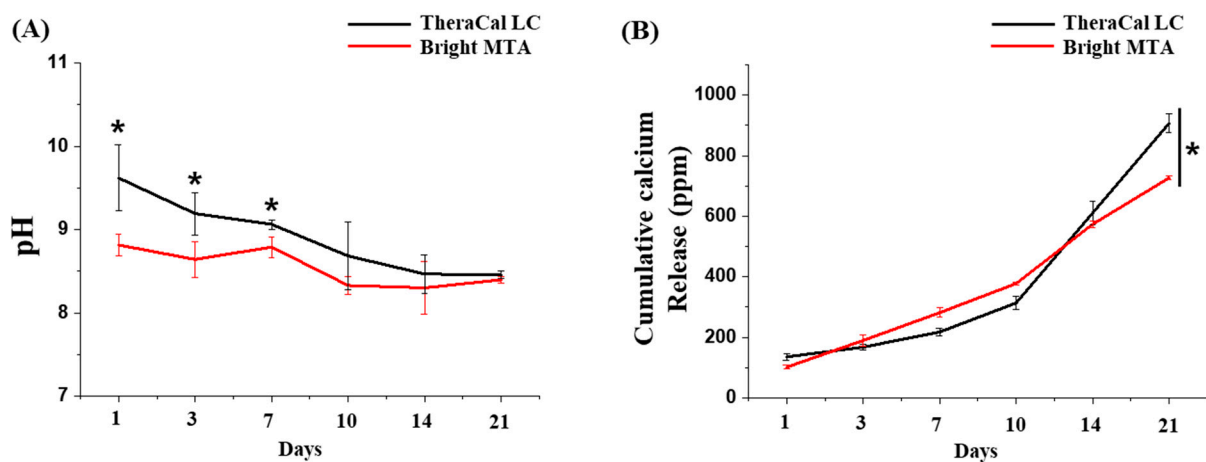 (A)
TheraCal LC
Bright MTA
11
10
9
8
7
pH
*
*
*
1 3 7 10 14 21
Days
(B)
TheraCal LC
Bright MTA
1000
800
600
400
200
0
Cumulative calcium
Release (ppm)
*
1 3 7 10 14 21
Days